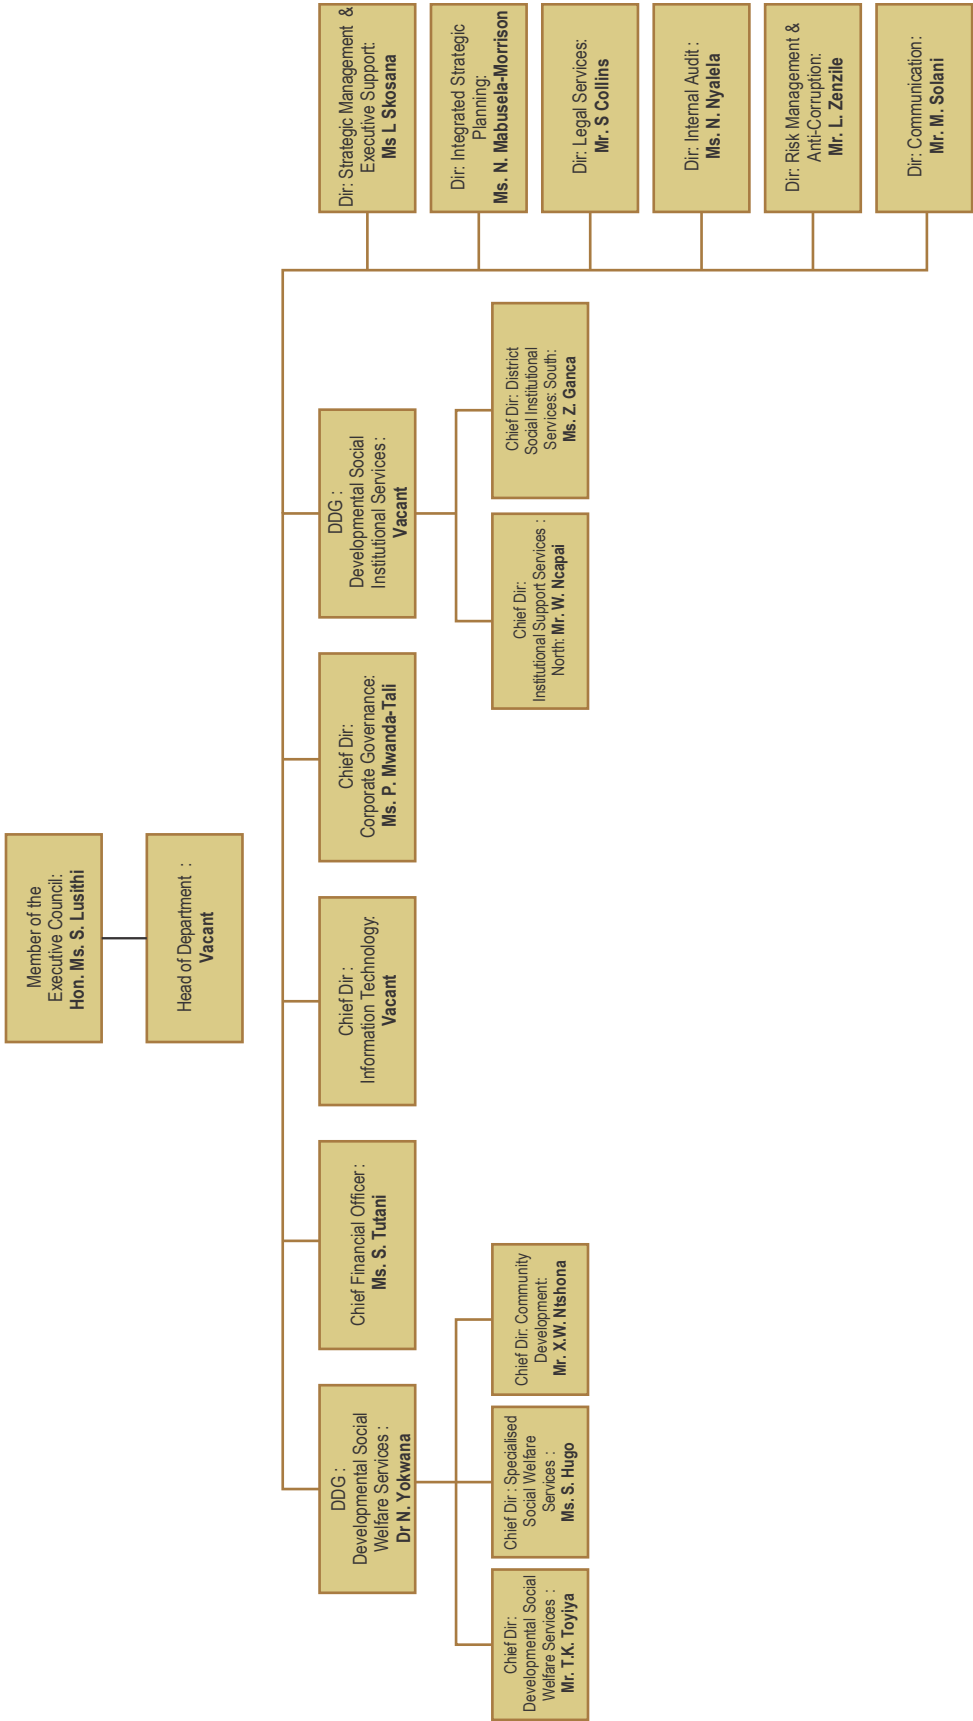 Member of the
Executive Council:
Hon. Ms. S. Lusithi
Head of Department :
Vacant
DDG :
Developmental Social
Welfare Services :
Dr N. Yokwana
Chief Financial Officer :
Ms. S. Tutani
Chief Dir :
Information Technology:
Vacant
Chief Dir:
Corporate Governance:
Ms. P. Mwanda-Tali
DDG :
Developmental Social
Institutional Services :
Vacant
Dir: Strategic Management &
Executive Support:
Ms L Skosana
Dir: Integrated Strategic
Planning:
Ms. N. Mabusela-Morrison
Dir: Legal Services:
Mr. S Collins
Dir: Internal Audit :
Ms. N. Nyalela
Dir: Risk Management &
Anti-Corruption:
Mr. L. Zenzile
Dir: Communication:
Mr. M. Solani
Chief Dir :
Developmental Social
Welfare Services :
Mr. T.K. Toyiya
Chief Dir : Specialised
Social Welfare
Services :
Ms. S. Hugo
Chief Dir: Community
Development:
Mr. X.W. Ntshona
Chief Dir:
Institutional Support Services :
North: Mr. W. Ncapai
Chief Dir: District
Social Institutional
Services: South:
Ms. Z. Ganca